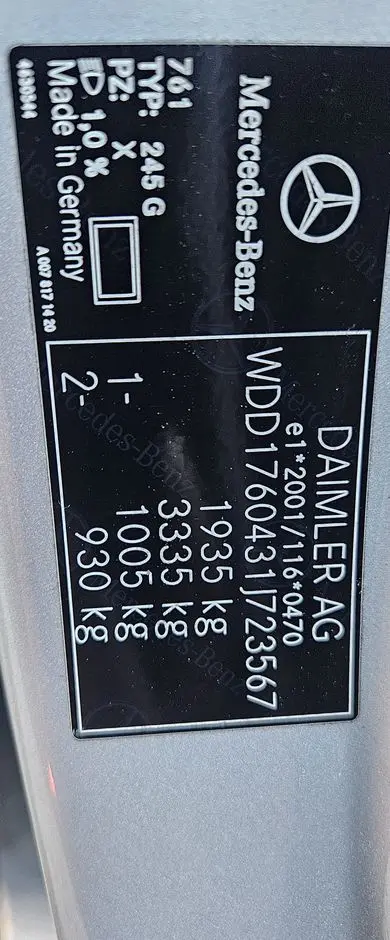 Mercedes-Benz
761
TYP: 245 G
PZ: X
1,0 %
Made in Germany
4630344
A 007 817 14 20
DAIMLER AG
e1*2001/116*0470
WDD1760431J723567
1935 kg
3335 kg
1- 1005 kg
2- 930 kg